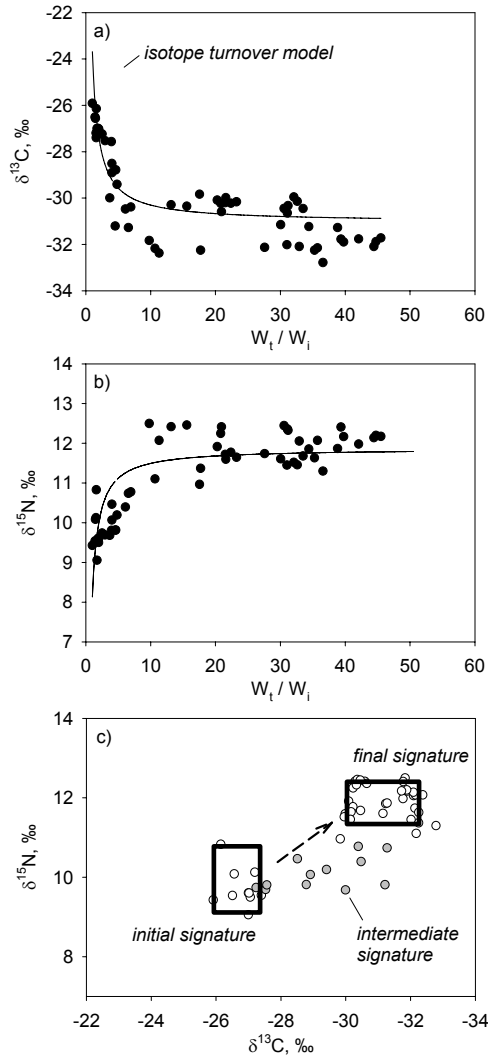 a)
isotope turnover model
-22
-24
-26
-28
-30
-32
-34
δ13C, ‰
0 10 20 30 40 50 60
Wt / Wi
b)
14
13
12
11
10
9
8
7
δ15N, ‰
0 10 20 30 40 50 60
Wt / Wi
c)
final signature
14
12
10
8
δ15N, ‰
initial signature
intermediate
signature
-22 -24 -26 -28 -30 -32 -34
δ13C, ‰